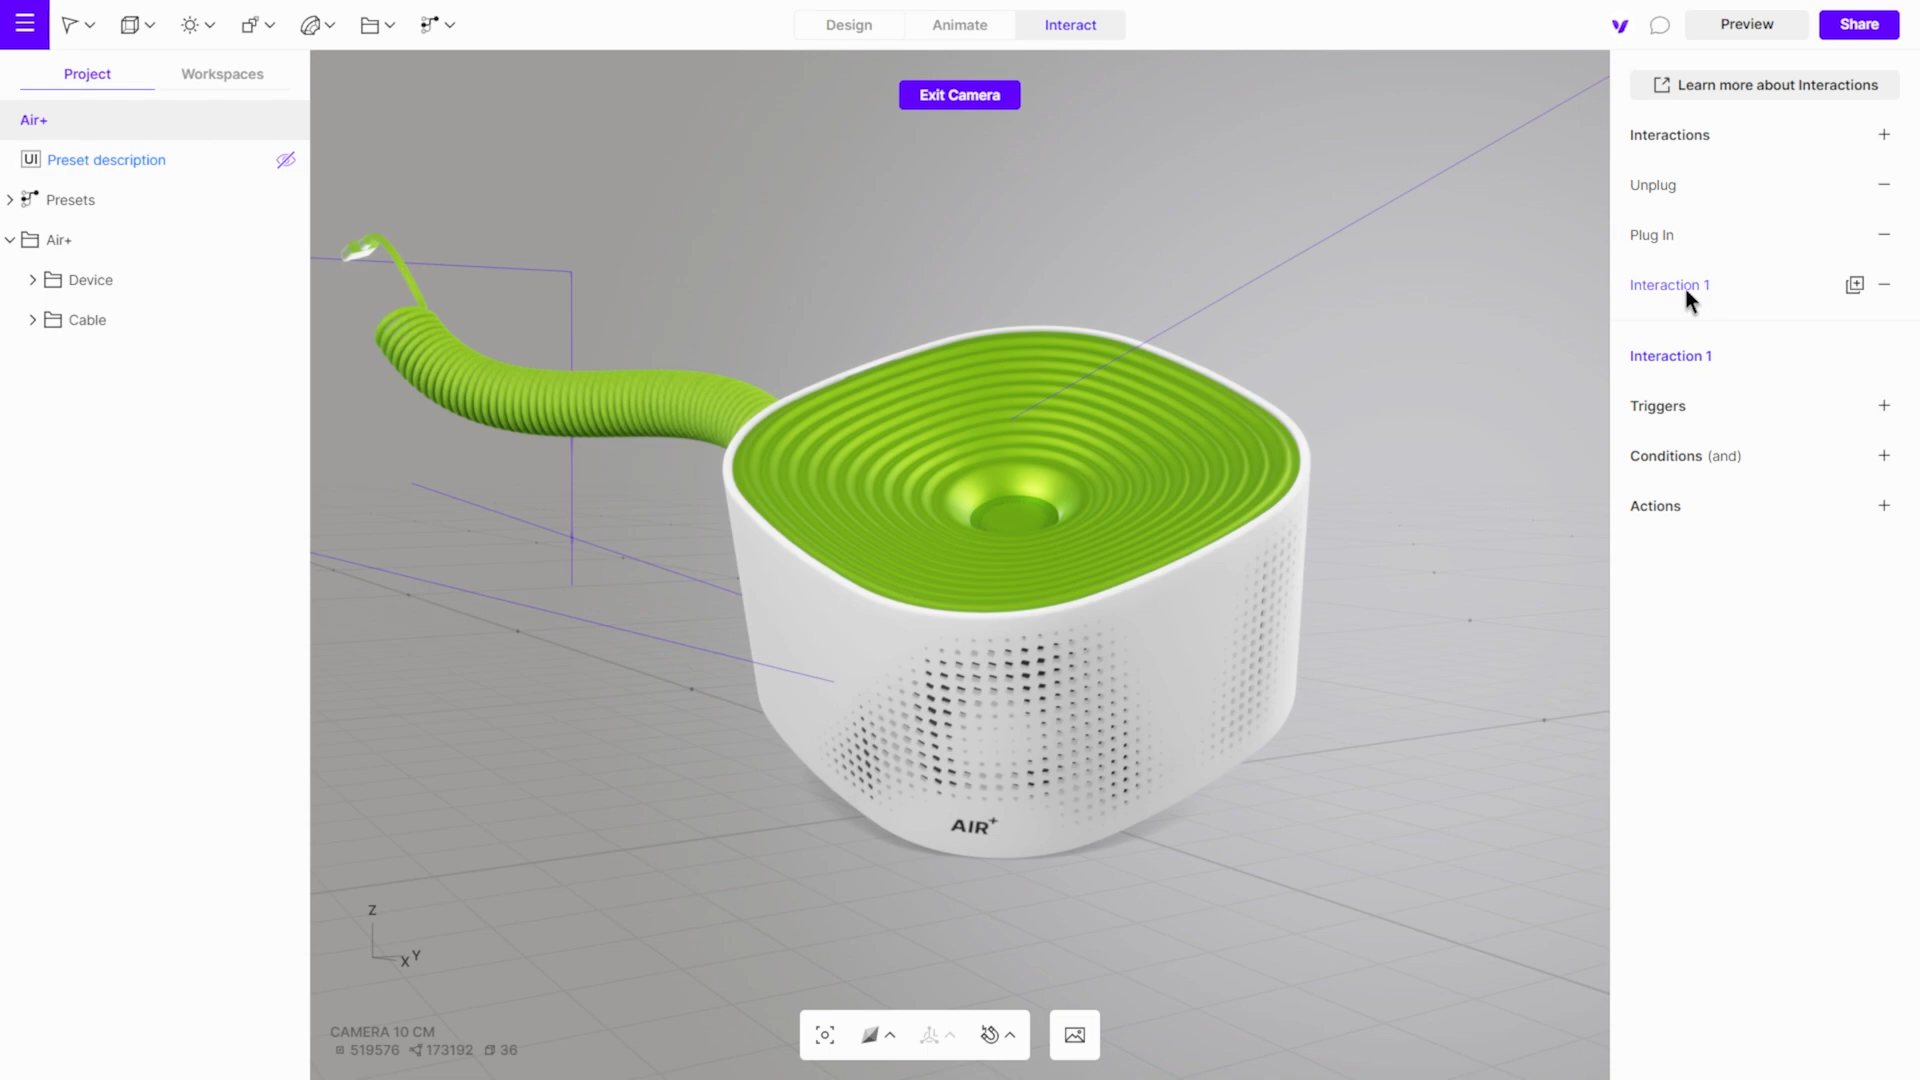 Design
Animate
Interact
Preview
Share
Project
Workspaces
Exit Camera
Learn more about Interactions
Air+
Interactions
UI Preset description
Unplug
Presets
Air+
Plug In
Device
Interaction 1
Cable
Interaction 1
Triggers
Conditions (and)
Actions
AIR+
Z
X Y
CAMERA 10 CM
519576 173192 36